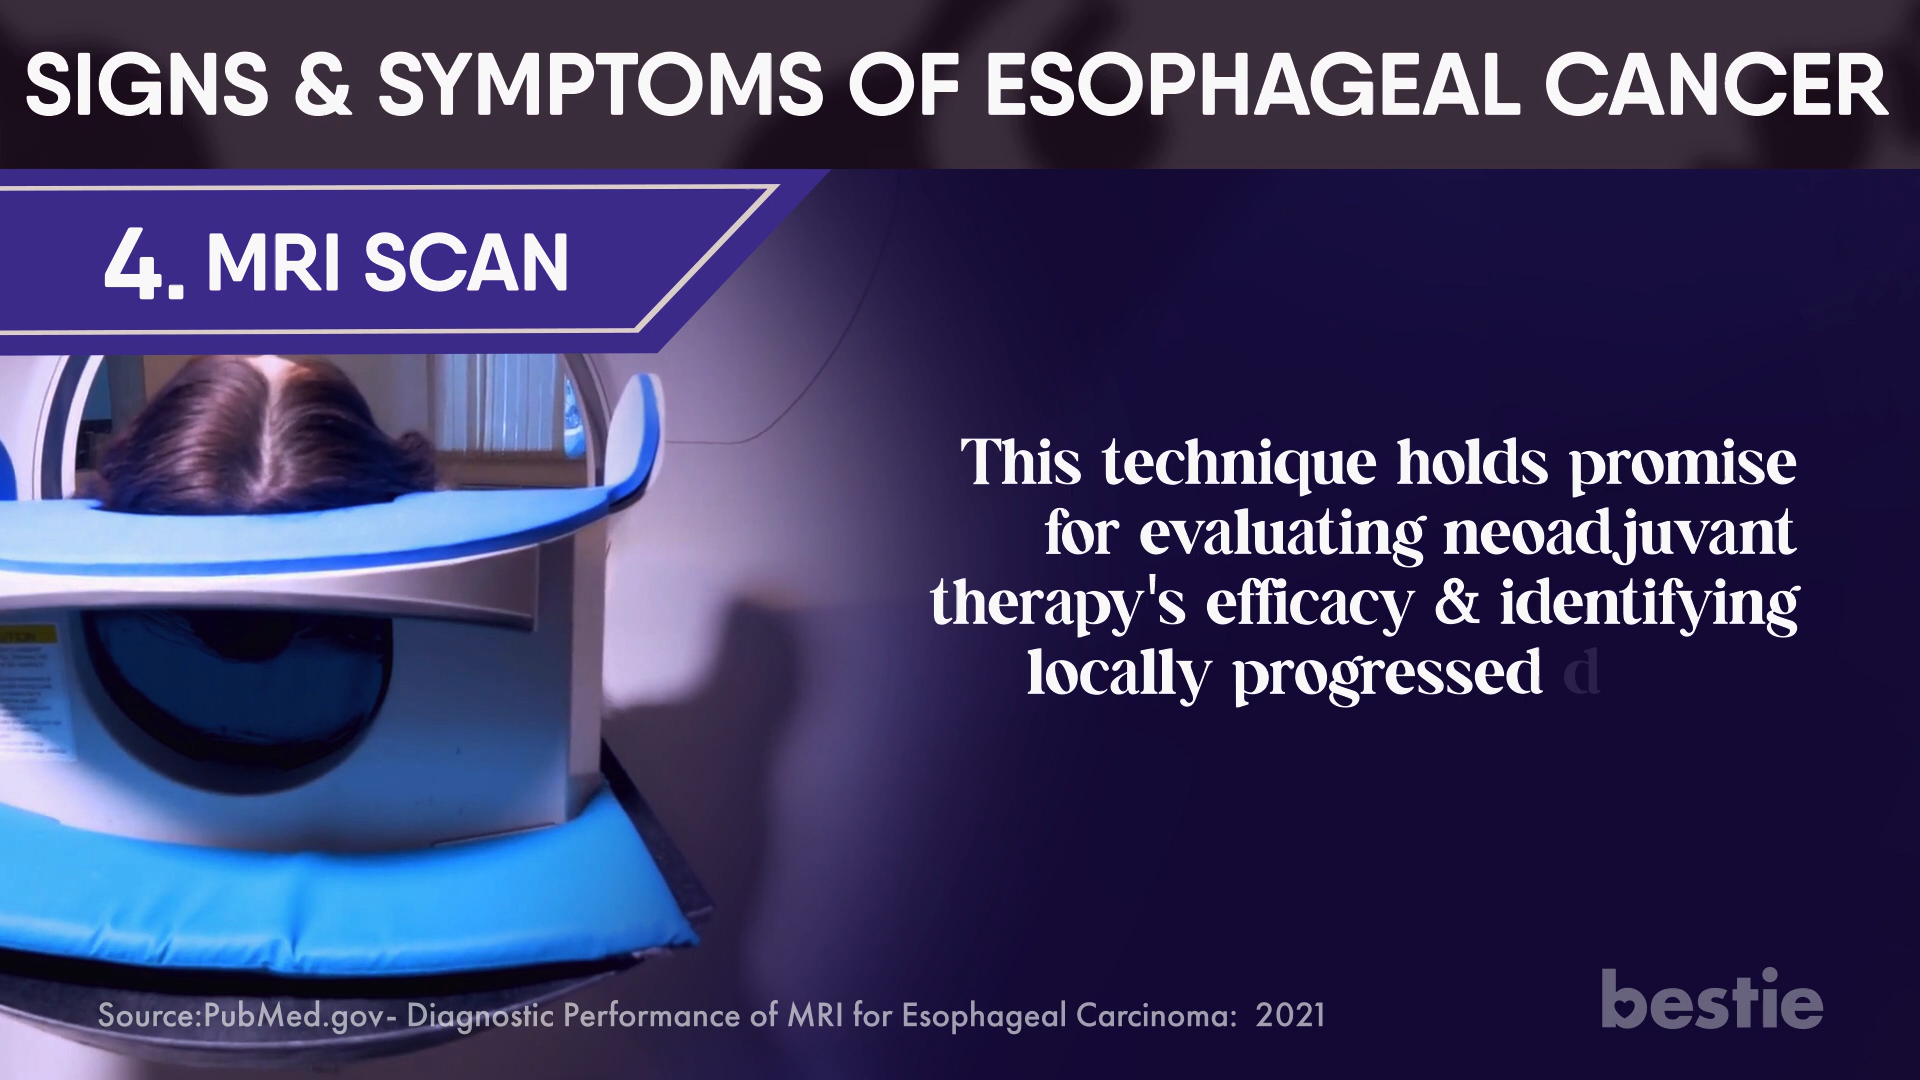 SIGNS & SYMPTOMS OF ESOPHAGEAL CANCER
4. MRI SCAN
This technique holds promise
for evaluating neoadjuvant
therapy's efficacy & identifying
locally progressed d
Source:PubMed.gov- Diagnostic Performance of MRI for Esophageal Carcinoma: 2021
bestie